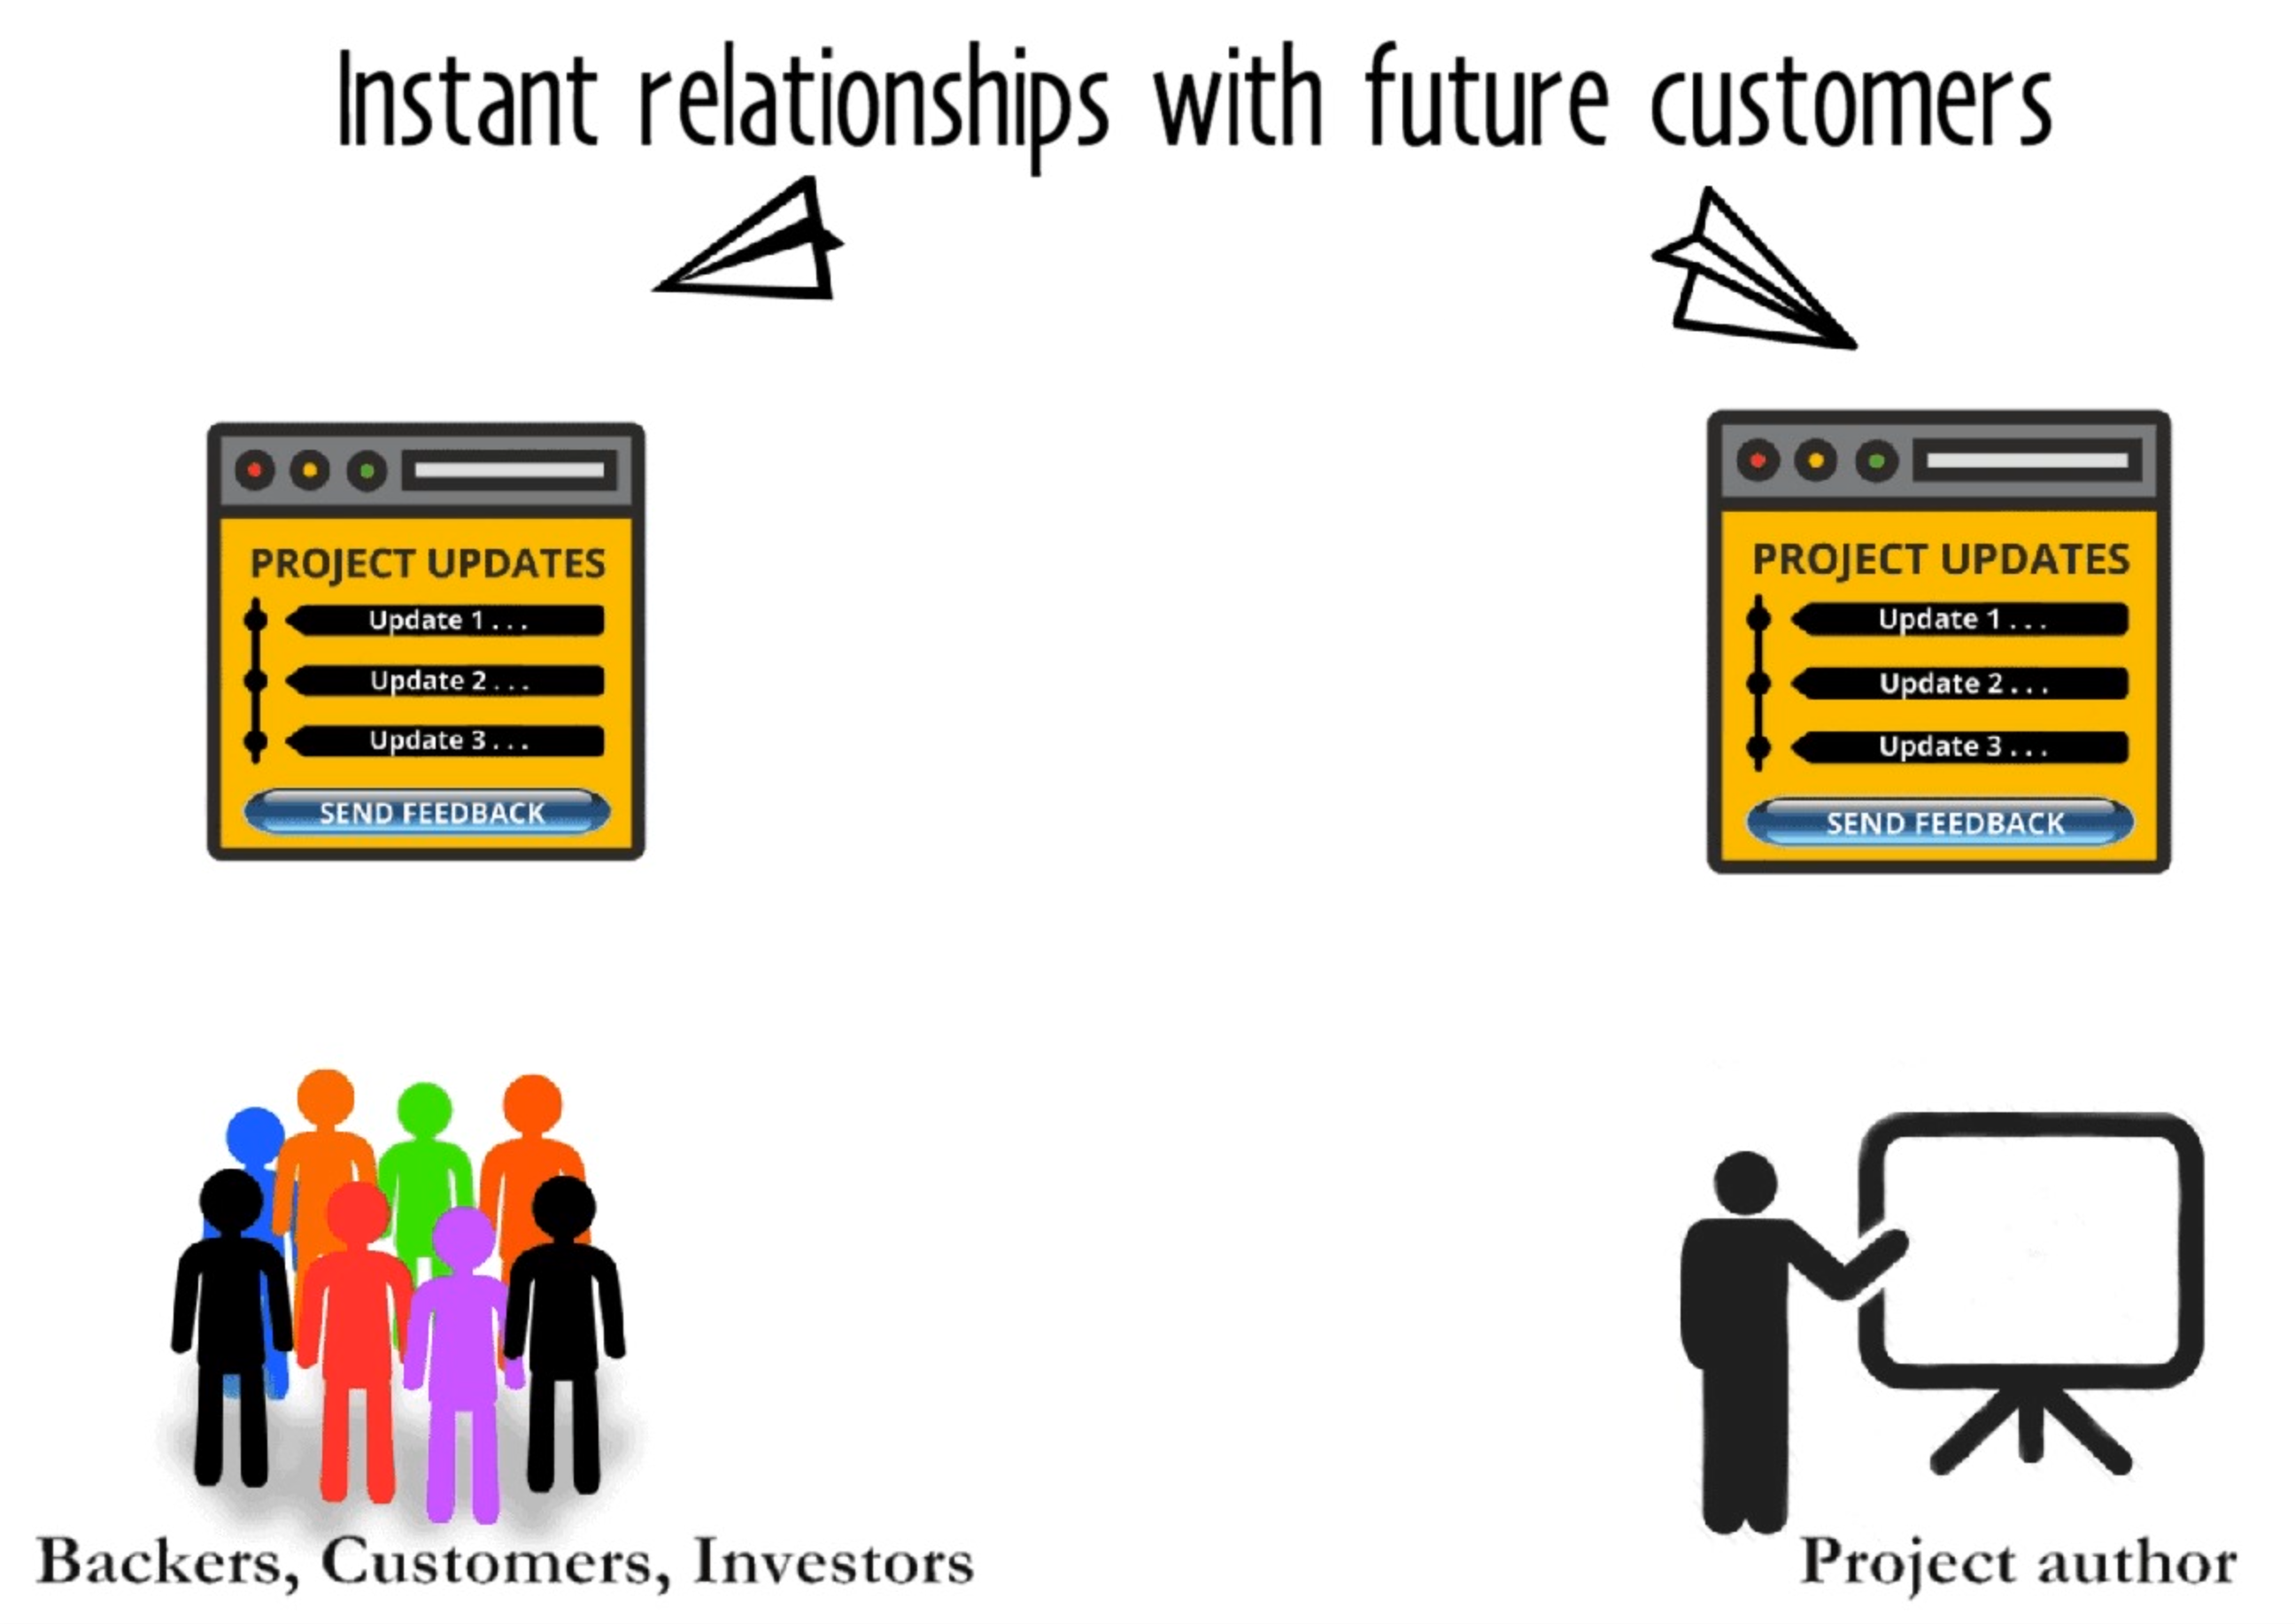 Instant relationships with future customers
PROJECT UPDATES
Update 1 . . .
Update 2 . . .
Update 3 . . .
SEND FEEDBACK
PROJECT UPDATES
Update 1 . . .
Update 2 . . .
Update 3 . . .
SEND FEEDBACK
Backers, Customers, Investors
Project author